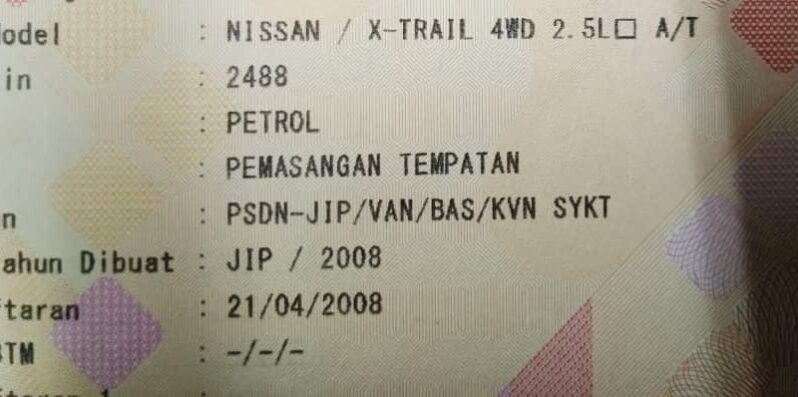 odel : NISSAN / X-TRAIL 4WD 2.5L□ A/T
in : 2488
: PETROL
: PEMASANGAN TEMPATAN
n : PSDN-JIP/VAN/BAS/KVN SYKT
ahun Dibuat : JIP / 2008
taran : 21/04/2008
TM : -/-/-